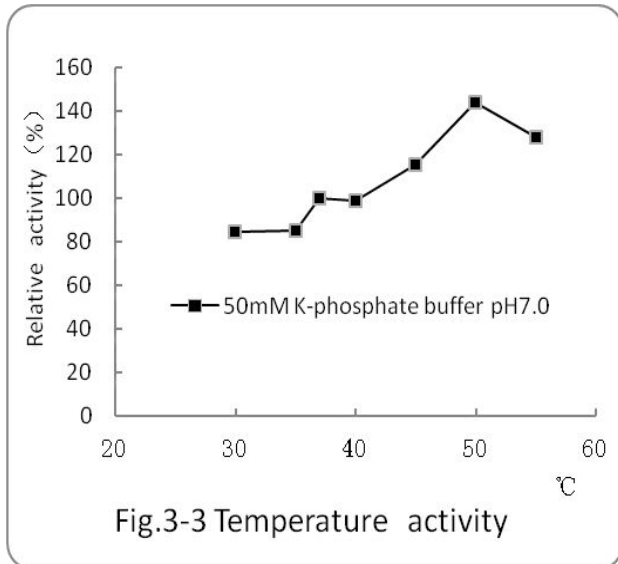 160
140
120
100
80
60
40
20
0
Relative activity (%)
50mM K-phosphate buffer pH7.0
20 30 40 50 60
℃
Fig.3-3 Temperature activity